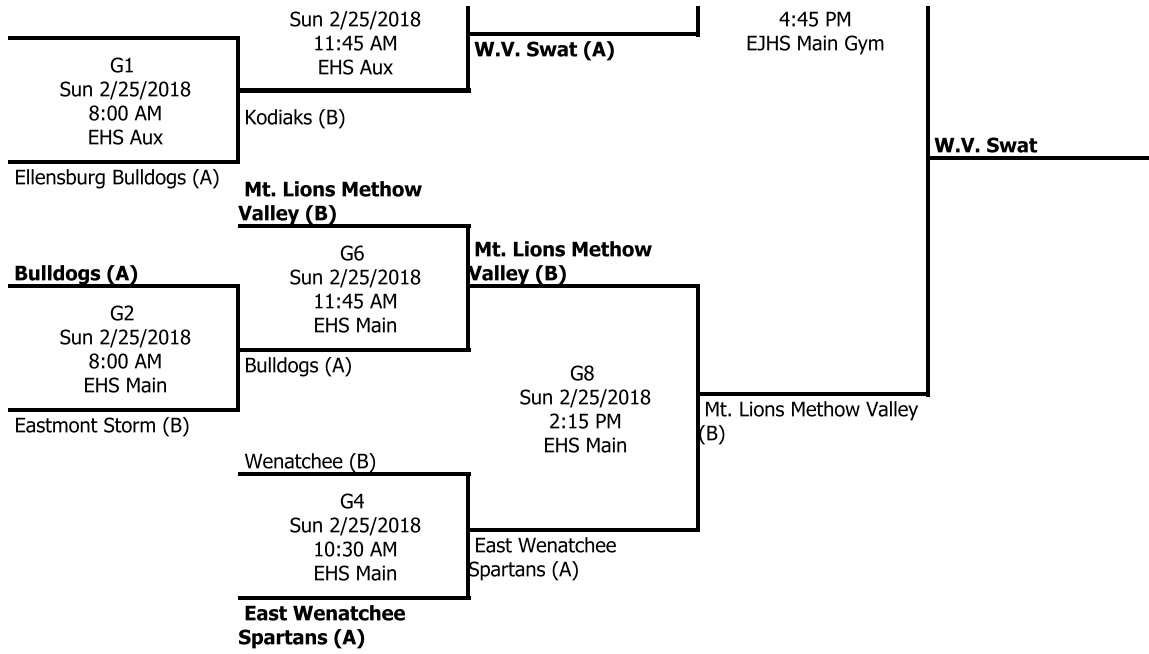 Sun 2/25/2018
11:45 AM
EHS Aux
W.V. Swat (A)
4:45 PM
EJHS Main Gym
G1
Sun 2/25/2018
8:00 AM
EHS Aux
Kodiaks (B)
Ellensburg Bulldogs (A)
W.V. Swat
Mt. Lions Methow
Valley (B)
G6
Sun 2/25/2018
11:45 AM
EHS Main
Mt. Lions Methow
Valley (B)
Bulldogs (A)
G2
Sun 2/25/2018
8:00 AM
EHS Main
Bulldogs (A)
Eastmont Storm (B)
G8
Sun 2/25/2018
2:15 PM
EHS Main
Mt. Lions Methow Valley
(B)
Wenatchee (B)
G4
Sun 2/25/2018
10:30 AM
EHS Main
East Wenatchee
Spartans (A)
East Wenatchee
Spartans (A)